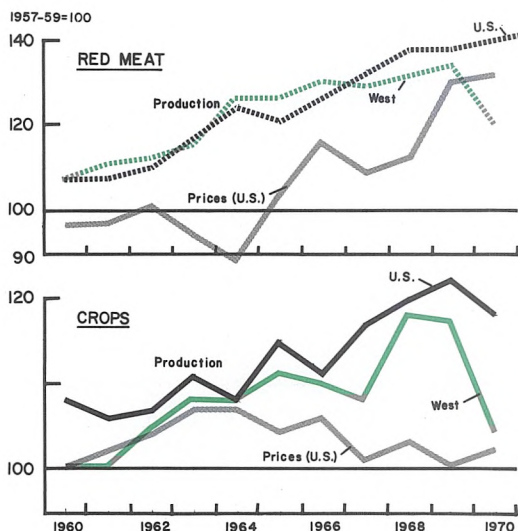 1957-59=100
140
RED MEAT
U.S.
Production
West
120
Prices (U.S.)
100
90
120
CROPS
U.S.
Production
West
Prices (U.S.)
100
1960 1962 1964 1966 1968 1970